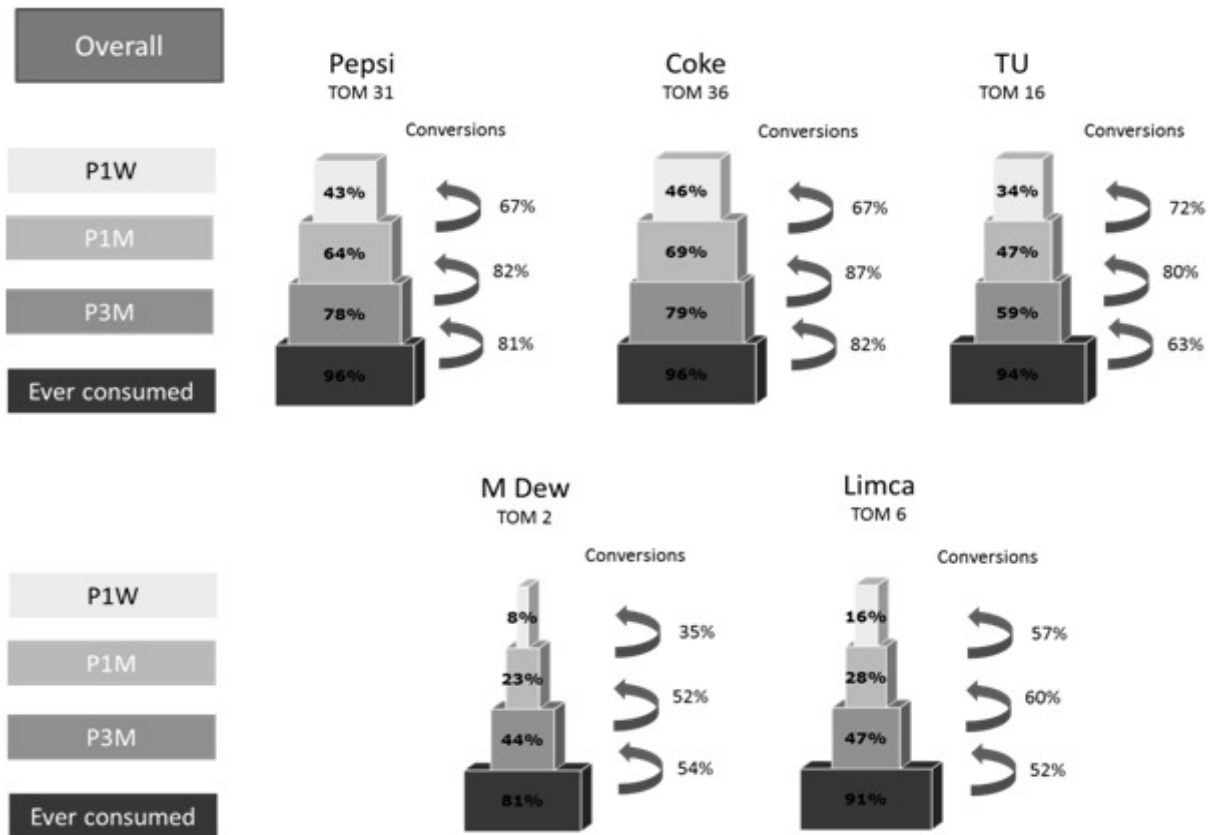 Overall
Pepsi
TOM 31
Coke
TOM 36
TU
TOM 16
Conversions
Conversions
Conversions
P1W
43%
67%
46%
67%
34%
72%
P1M
64%
82%
69%
87%
47%
80%
P3M
78%
81%
79%
82%
59%
63%
Ever consumed
96%
96%
94%
M Dew
TOM 2
Limca
TOM 6
Conversions
Conversions
P1W
8%
35%
16%
57%
P1M
23%
52%
28%
60%
P3M
44%
54%
47%
52%
Ever consumed
81%
91%